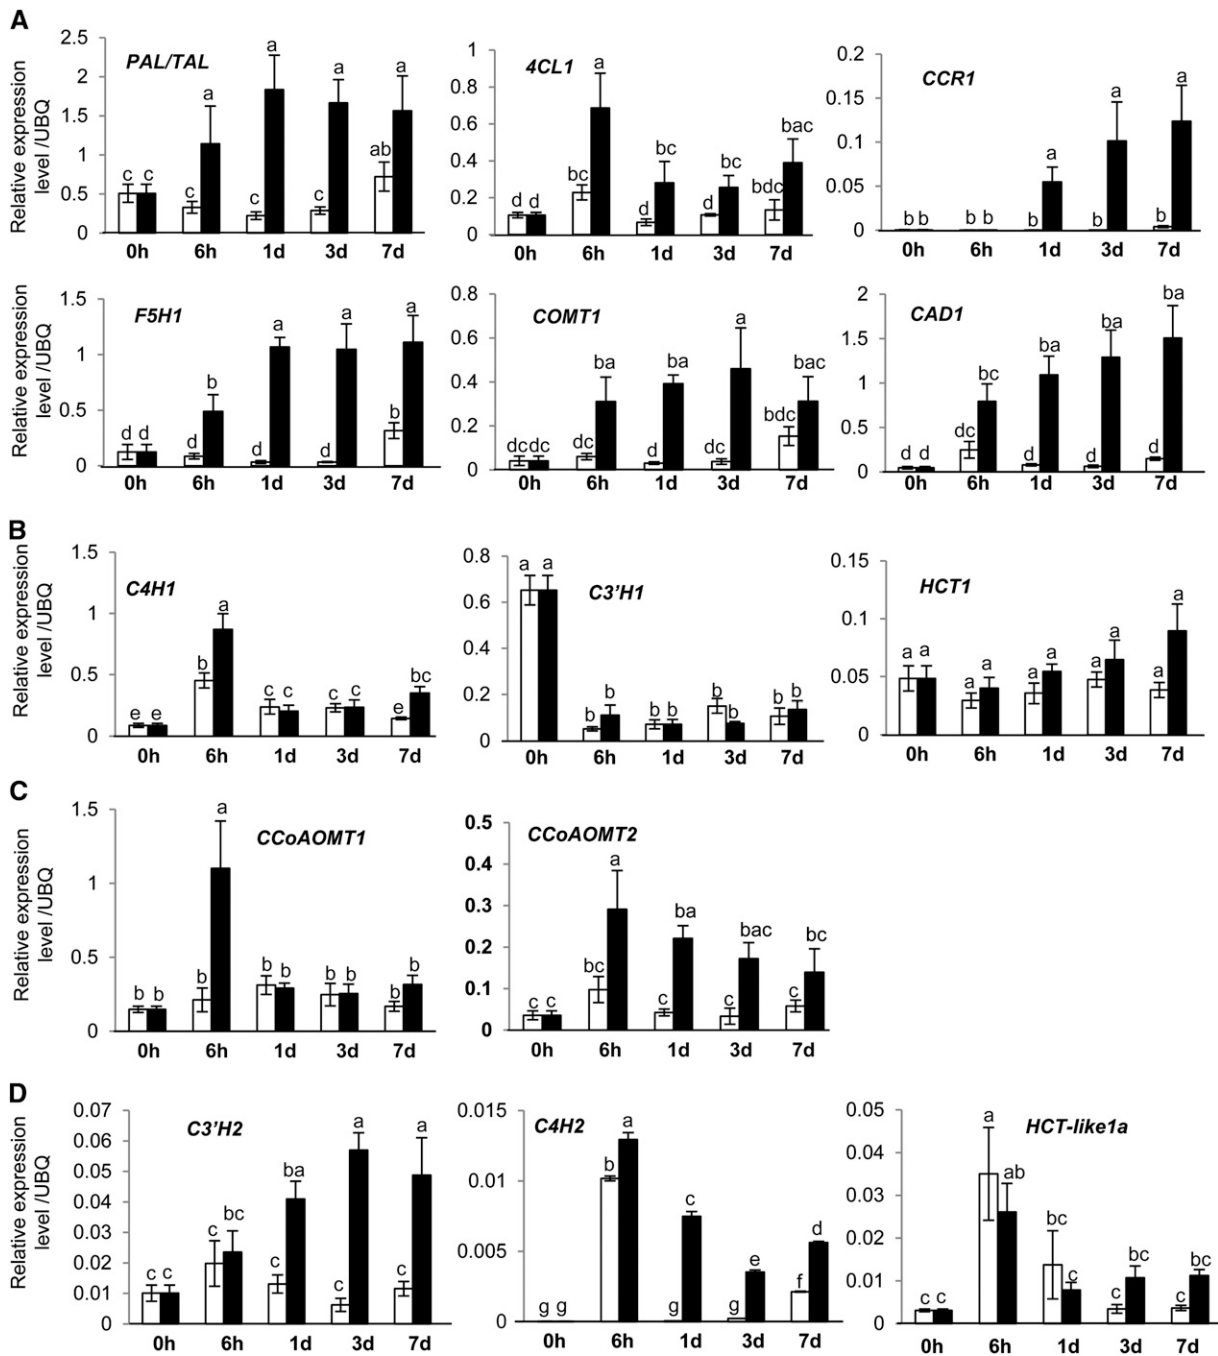 A
PAL/TAL
Relative expression
level /UBQ
2.5
2
1.5
1
0.5
0
c c c a c a c a ab a
0h 6h 1d 3d 7d
4CL1
1
0.8
0.6
0.4
0.2
0
d d bc a d bc d bc bdc bac
0h 6h 1d 3d 7d
CCR1
0.2
0.15
0.1
0.05
0
b b b b b a b a b a
0h 6h 1d 3d 7d
F5H1
Relative expression
level /UBQ
1.5
1
0.5
0
d d d b d a d a b a
0h 6h 1d 3d 7d
COMT1
0.8
0.6
0.4
0.2
0
dc dc dc ba d ba dc a bdc bac
0h 6h 1d 3d 7d
CAD1
2
1.5
1
0.5
0
d d dc bc d ba d ba d ba
0h 6h 1d 3d 7d
B
C4H1
Relative expression
level /UBQ
1.5
1
0.5
0
e e b a c c c c e bc
0h 6h 1d 3d 7d
C3’H1
0.8
0.6
0.4
0.2
0
a a b b b b b b b b
0h 6h 1d 3d 7d
HCT1
0.15
0.1
0.05
0
a a a a a a a a a a
0h 6h 1d 3d 7d
C
CCoAOMT1
Relative expression
level /UBQ
1.5
1
0.5
0
b b b a b b b b b b
0h 6h 1d 3d 7d
CCoAOMT2
0.5
0.4
0.3
0.2
0.1
0
c c bc a c ba c bac c bc
0h 6h 1d 3d 7d
D
C3’H2
Relative expression
level /UBQ
0.07
0.06
0.05
0.04
0.03
0.02
0.01
0
c c c bc c ba c a c a
0h 6h 1d 3d 7d
C4H2
0.015
0.01
0.005
0
g g b a g c g e f d
0h 6h 1d 3d 7d
HCT-like1a
0.05
0.04
0.03
0.02
0.01
0
c c a ab bc c c bc c bc
0h 6h 1d 3d 7d